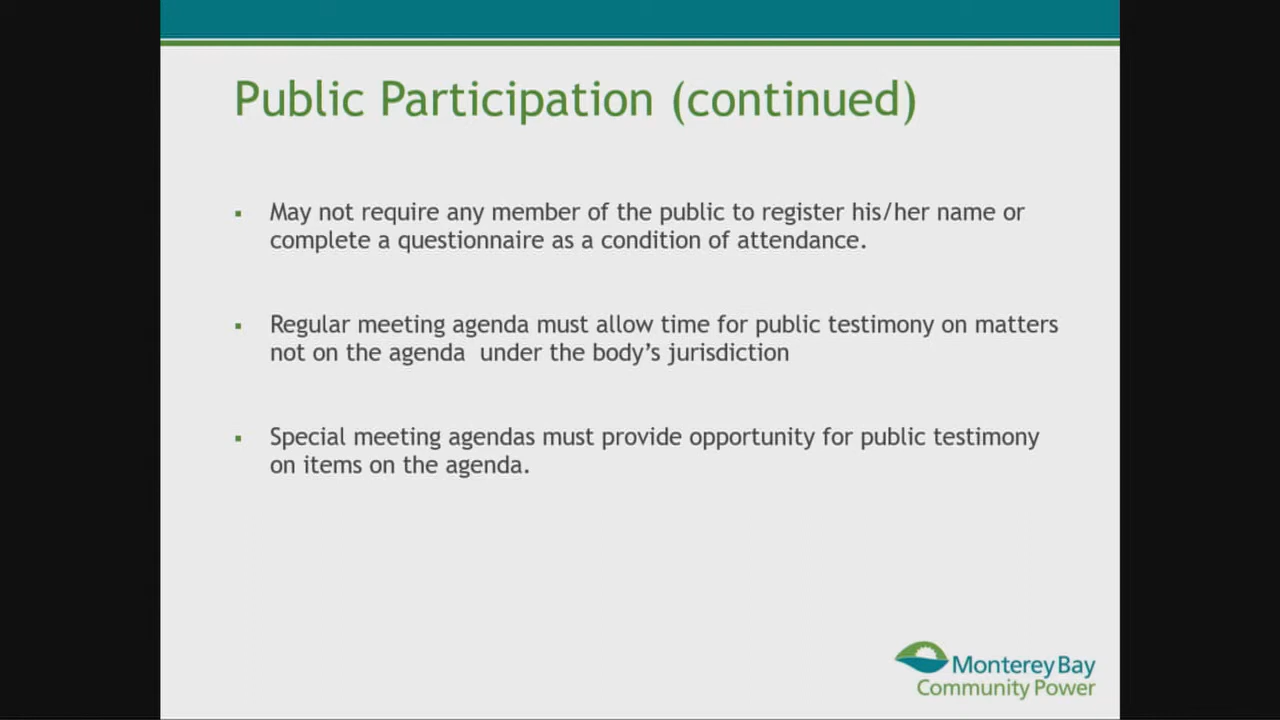 Public Participation (continued)
▪ May not require any member of the public to register his/her name or
complete a questionnaire as a condition of attendance.
▪ Regular meeting agenda must allow time for public testimony on matters
not on the agenda  under the body’s jurisdiction
▪ Special meeting agendas must provide opportunity for public testimony
on items on the agenda.
Monterey Bay
Community Power